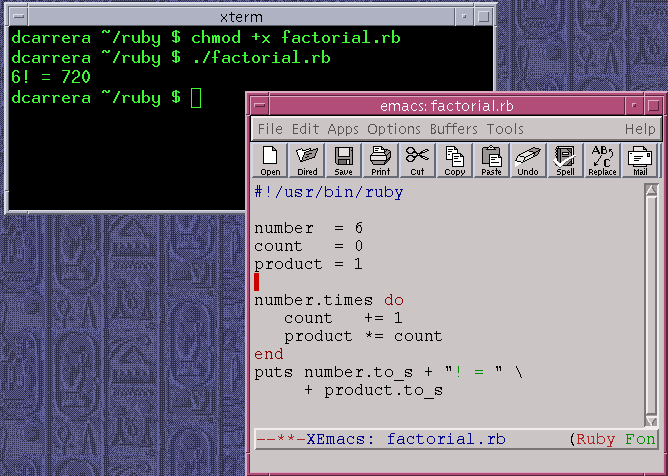 xterm
dcarrera ~/ruby $ chmod +x factorial.rb
dcarrera ~/ruby $ ./factorial.rb
6! = 720
dcarrera ~/ruby $
emacs: factorial.rb
File Edit Apps Options Buffers Tools Help
Open Dired Save Print Cut Copy Paste Undo Spell Replace Mail
#!/usr/bin/ruby
number  = 6
count   = 0
product = 1
number.times do
   count   += 1
   product *= count
end
puts number.to_s + "! = " \
     + product.to_s
--**-XEmacs: factorial.rb      (Ruby Fon